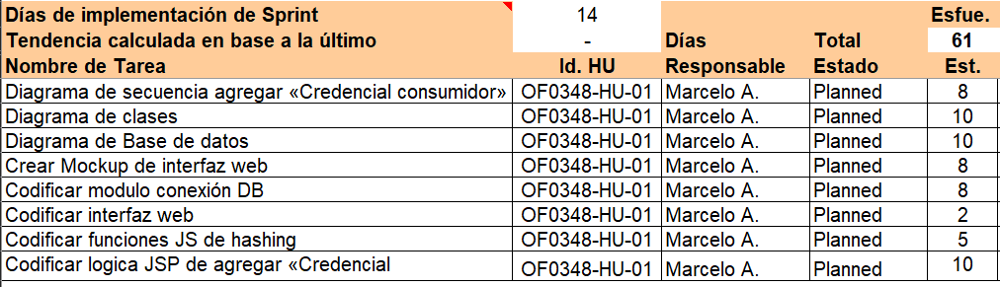 Días de implementación de Sprint 14 Esfue.
Tendencia calculada en base a la último - Días Total 61
Nombre de Tarea Id. HU Responsable Estado Est.
Diagrama de secuencia agregar «Credencial consumidor» OF0348-HU-01 Marcelo A. Planned 8
Diagrama de clases OF0348-HU-01 Marcelo A. Planned 10
Diagrama de Base de datos OF0348-HU-01 Marcelo A. Planned 10
Crear Mockup de interfaz web OF0348-HU-01 Marcelo A. Planned 8
Codificar modulo conexión DB OF0348-HU-01 Marcelo A. Planned 8
Codificar interfaz web OF0348-HU-01 Marcelo A. Planned 2
Codificar funciones JS de hashing OF0348-HU-01 Marcelo A. Planned 5
Codificar logica JSP de agregar «Credencial OF0348-HU-01 Marcelo A. Planned 10